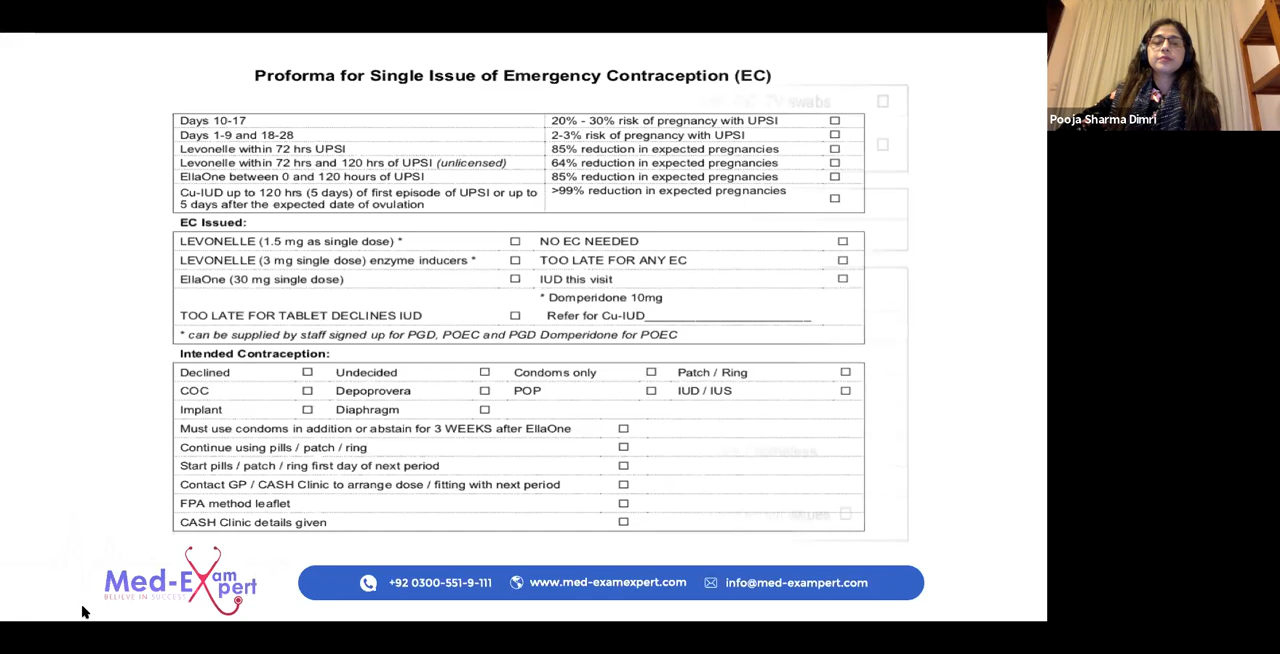 Proforma for Single Issue of Emergency Contraception (EC)
TV swabs
Days 10-17 20% - 30% risk of pregnancy with UPSI
Days 1-9 and 18-28 2-3% risk of pregnancy with UPSI
Levonelle within 72 hrs UPSI 85% reduction in expected pregnancies
Levonelle within 72 hrs and 120 hrs of UPSI (unlicensed) 64% reduction in expected pregnancies
EllaOne between 0 and 120 hours of UPSI 85% reduction in expected pregnancies
Cu-IUD up to 120 hrs (5 days) of first episode of UPSI or up to >99% reduction in expected pregnancies
5 days after the expected date of ovulation
EC Issued:
LEVONELLE (1.5 mg as single dose) * NO EC NEEDED
LEVONELLE (3 mg single dose) enzyme inducers * TOO LATE FOR ANY EC
EllaOne (30 mg single dose) IUD this visit
* Domperidone 10mg
TOO LATE FOR TABLET DECLINES IUD Refer for Cu-IUD
* can be supplied by staff signed up for PGD, POEC and PGD Domperidone for POEC
Intended Contraception:
Declined Undecided Condoms only Patch / Ring
COC Depoprovera POP IUD / IUS
Implant Diaphragm
Must use condoms in addition or abstain for 3 WEEKS after EllaOne
Continue using pills / patch / ring
Start pills / patch / ring first day of next period
Contact GP / CASH Clinic to arrange dose / fitting with next period
FPA method leaflet
CASH Clinic details given
Med-Exam Expert
BELIEVE IN SUCCESS
+92 0300-551-9-111 www.med-examexpert.com info@med-exampert.com
Pooja Sharma Dimri